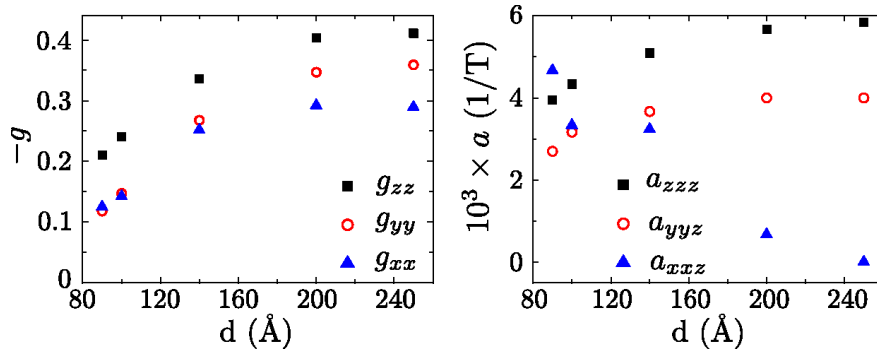 0.4
0.3
0.2
0.1
0
−g
g_zz
g_yy
g_xx
80 120 160 200 240
d (Å)
6
4
2
0
10^3 × a (1/T)
a_zzz
a_yyz
a_xxz
80 120 160 200 240
d (Å)